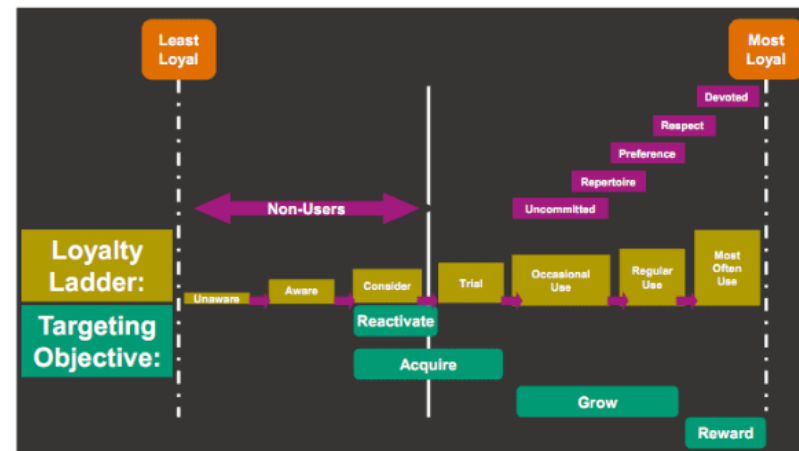 Least
Loyal
Most
Loyal
Devoted
Respect
Preference
Repertoire
Uncommitted
Non-Users
Loyalty
Ladder:
Unaware
Aware
Consider
Trial
Occasional
Use
Regular
Use
Most
Often
Use
Targeting
Objective:
Reactivate
Acquire
Grow
Reward